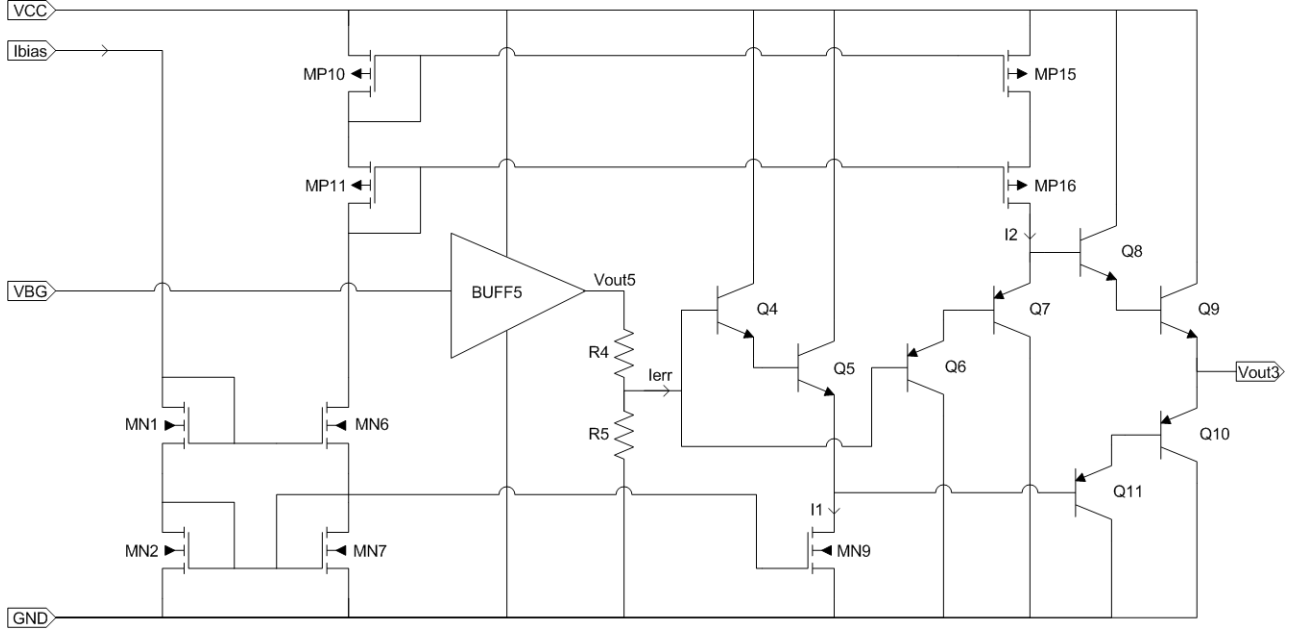 VCC
Ibias
MP10
MP15
MP11
MP16
I2
Q8
VBG
BUFF5
Vout5
Q4
Q7
Q9
R4
Ierr
Q5
Q6
Vout3
MN1
MN6
R5
Q10
Q11
I1
MN2
MN7
MN9
GND